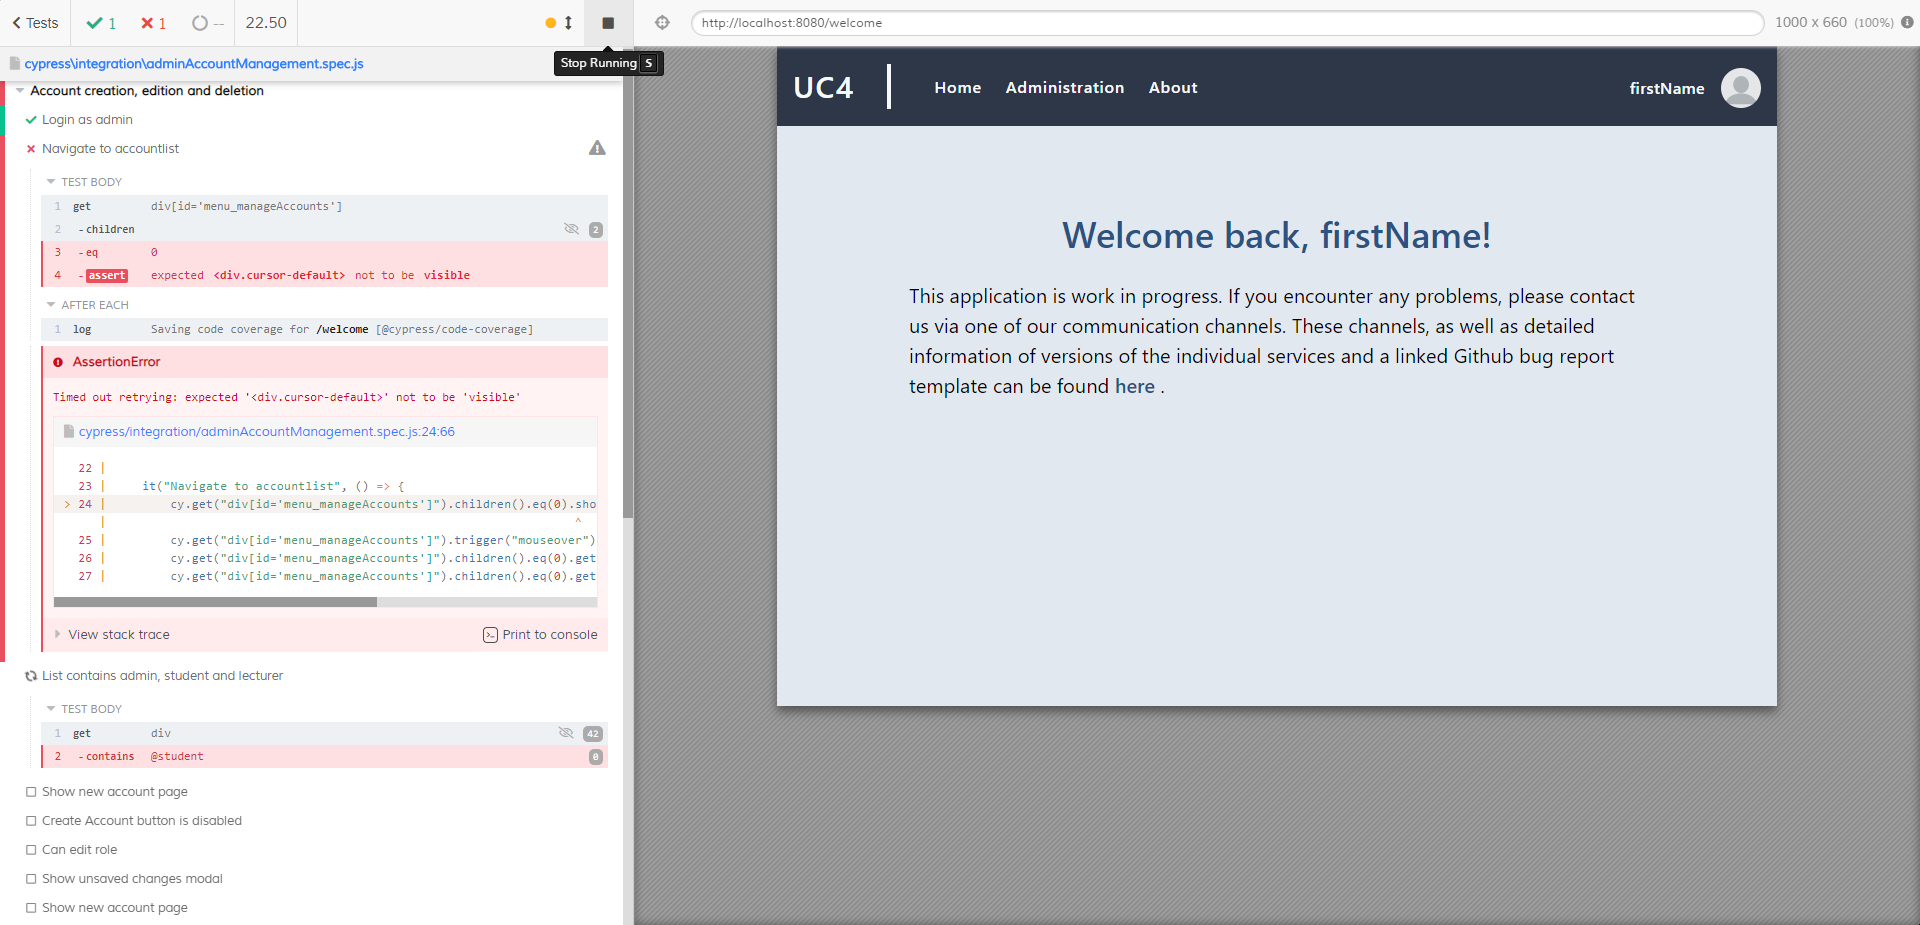 Tests
1
1
--
22.50
Stop Running S
http://localhost:8080/welcome
1000 x 660 (100%)
cypress\integration\adminAccountManagement.spec.js
Account creation, edition and deletion
Login as admin
Navigate to accountlist
TEST BODY
1 get div[id='menu_manageAccounts']
2 -children 2
3 -eq 0
4 -assert expected <div.cursor-default> not to be visible
AFTER EACH
1 log Saving code coverage for /welcome [@cypress/code-coverage]
AssertionError
Timed out retrying: expected '<div.cursor-default>' not to be 'visible'
cypress/integration/adminAccountManagement.spec.js:24:66
22 |
23 | it("Navigate to accountlist", () => {
> 24 | cy.get("div[id='menu_manageAccounts']").children().eq(0).sho
| ^
25 | cy.get("div[id='menu_manageAccounts']").trigger("mouseover")
26 | cy.get("div[id='menu_manageAccounts']").children().eq(0).get
27 | cy.get("div[id='menu_manageAccounts']").children().eq(0).get
View stack trace
Print to console
List contains admin, student and lecturer
TEST BODY
1 get div 42
2 -contains @student 0
Show new account page
Create Account button is disabled
Can edit role
Show unsaved changes modal
Show new account page
UC4
Home Administration About
firstName
Welcome back, firstName!
This application is work in progress. If you encounter any problems, please contact
us via one of our communication channels. These channels, as well as detailed
information of versions of the individual services and a linked Github bug report
template can be found here .